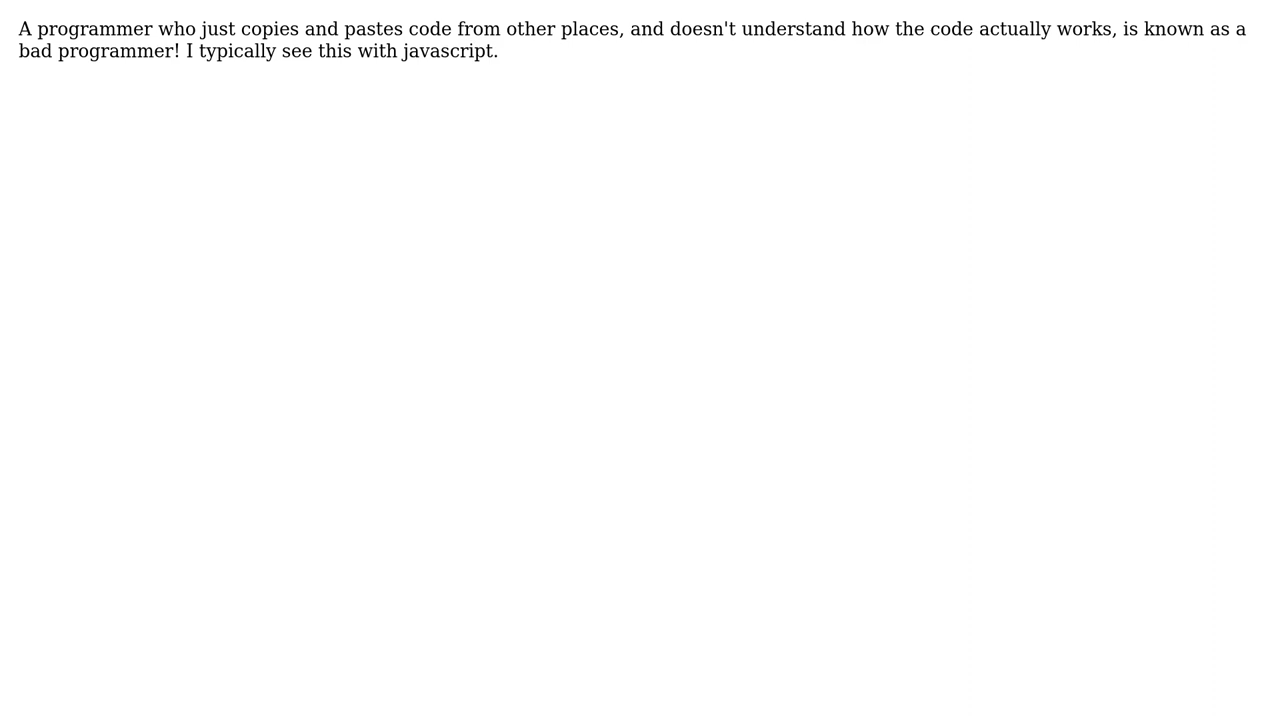 A programmer who just copies and pastes code from other places, and doesn't understand how the code actually works, is known as a
bad programmer! I typically see this with javascript.